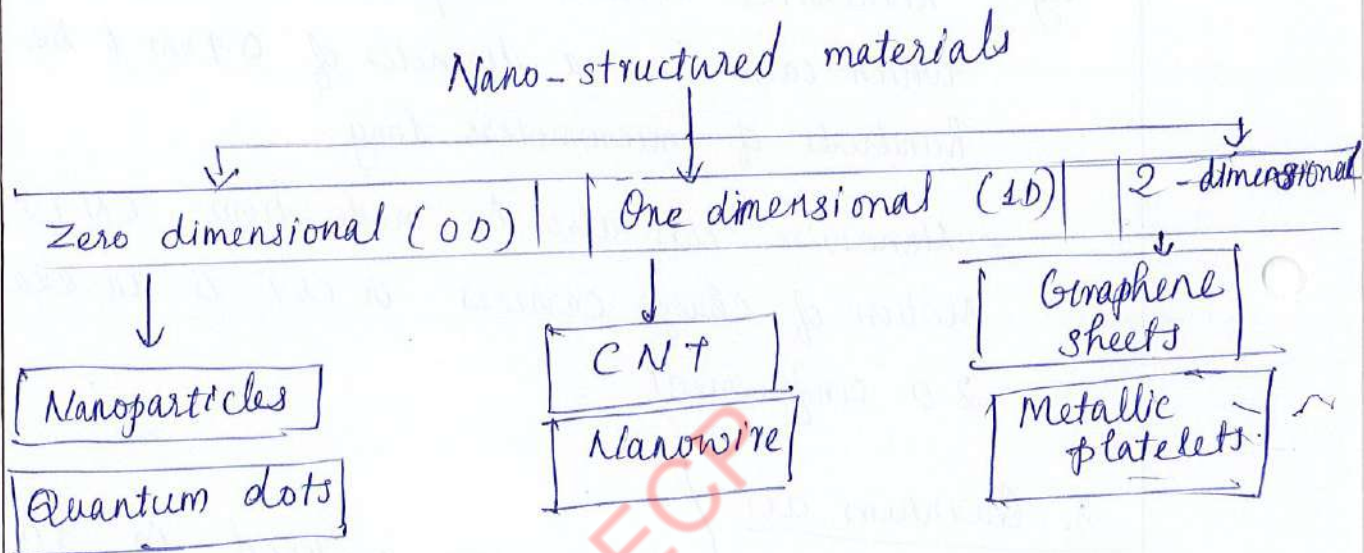 Nano-structured materials
Zero dimensional (0D)
One dimensional (1D)
2-dimensional
Nanoparticles
Quantum dots
CNT
Nanowire
Graphene
sheets
Metallic
platelets.
ECP